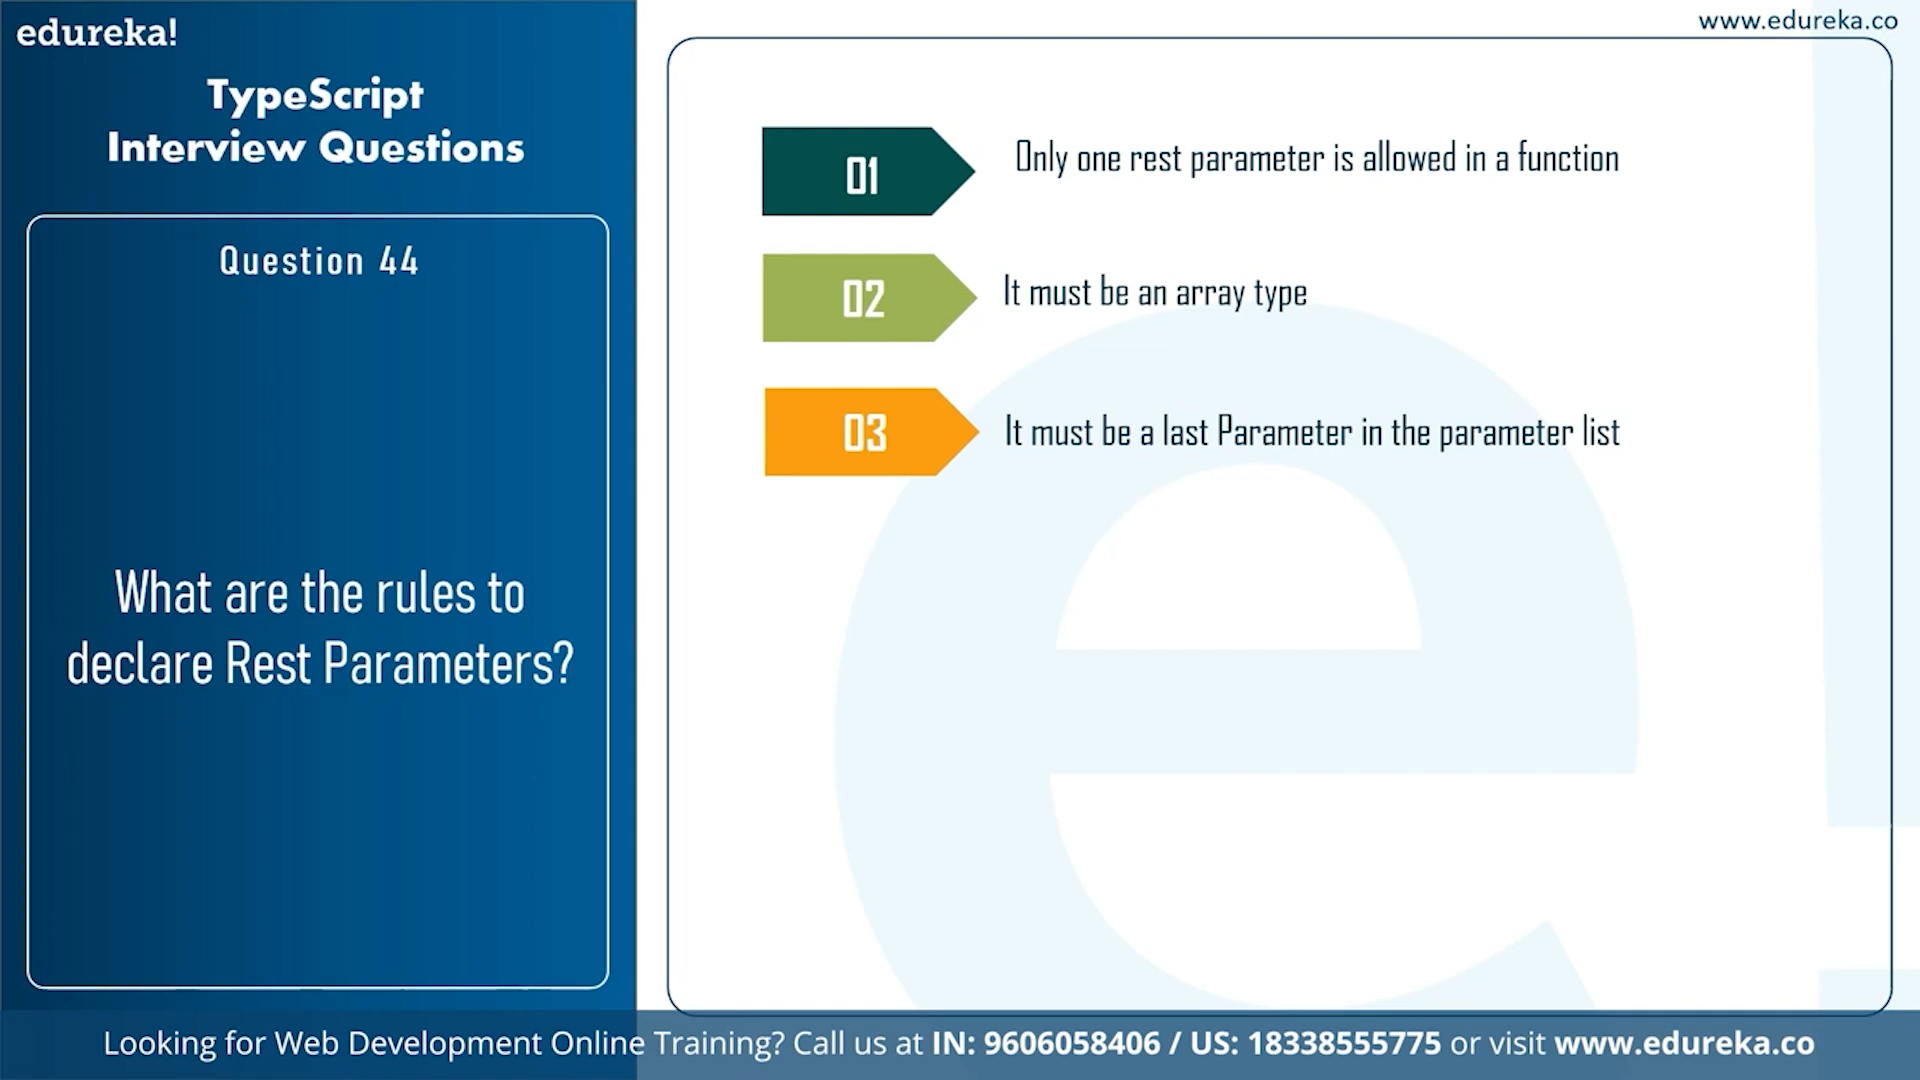 edureka!
www.edureka.co
TypeScript
Interview Questions
Question 44
What are the rules to
declare Rest Parameters?
01
Only one rest parameter is allowed in a function
02
It must be an array type
03
It must be a last Parameter in the parameter list
Looking for Web Development Online Training? Call us at IN: 9606058406 / US: 18338555775 or visit www.edureka.co